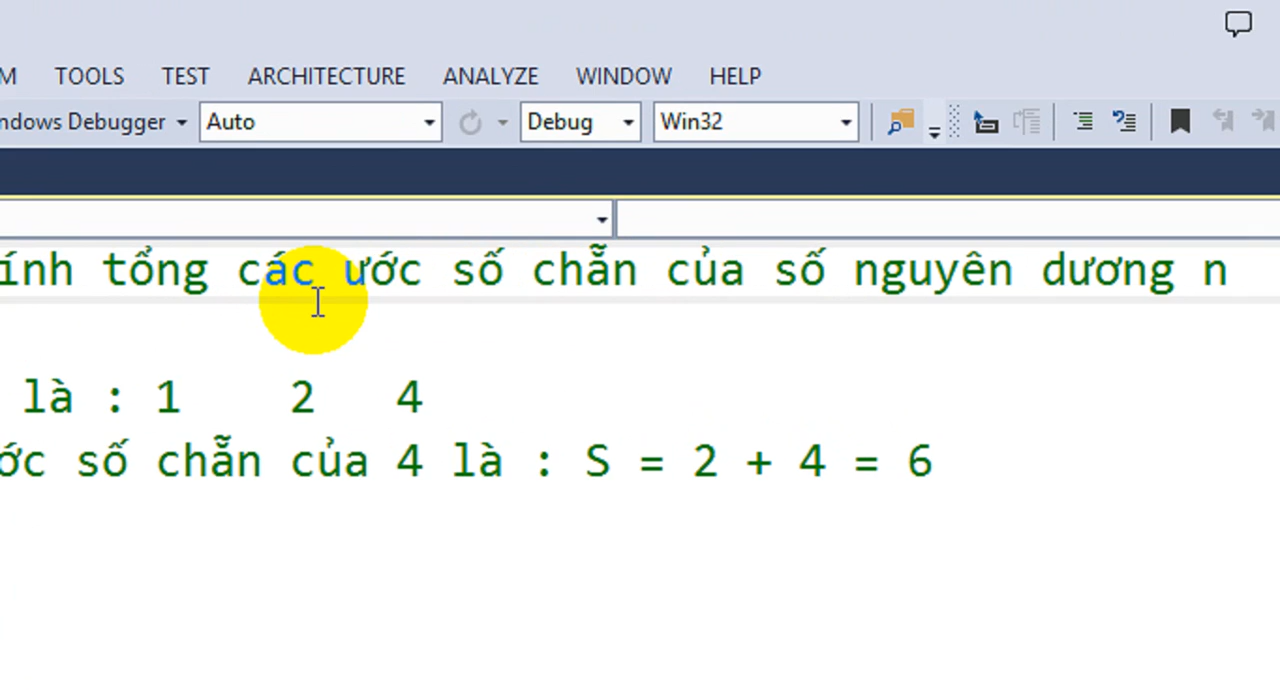 M TOOLS TEST ARCHITECTURE ANALYZE WINDOW HELP
ndows Debugger Auto Debug Win32
ính tổng các ước số chẵn của số nguyên dương n
là : 1 2 4
ớc số chẵn của 4 là : S = 2 + 4 = 6